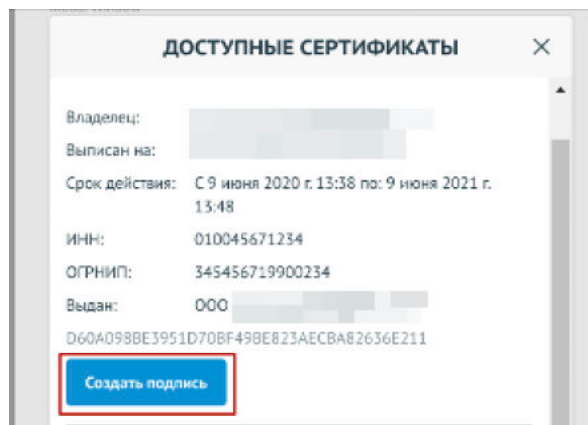 ДОСТУПНЫЕ СЕРТИФИКАТЫ
Владелец:
Выписан на:
Срок действия: С 9 июня 2020 г. 13:38 по: 9 июня 2021 г.
13:48
ИНН: 010045671234
ОГРНИП: 345456719900234
Выдан: ООО
D60A098BE3951D70BF49BE823AECBA82636E211
Создать подпись